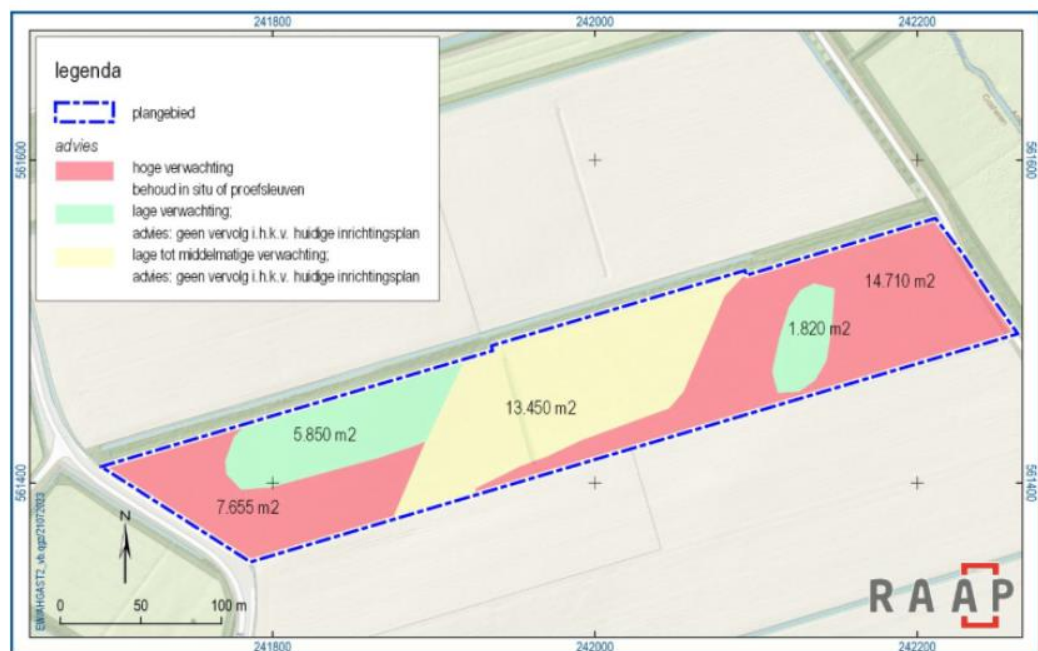 241800 242000 242200
legenda
plangebied
advies
hoge verwachting
behoud in situ of proefsleuven
lage verwachting;
advies: geen vervolg i.h.k.v. huidige inrichtingsplan
lage tot middelmatige verwachting;
advies: geen vervolg i.h.k.v. huidige inrichtingsplan
561600 561600
14.710 m2
1.820 m2
13.450 m2
5.850 m2
561400 561400
7.655 m2
N
0 50 100 m
RAAP
241800 242000 242200